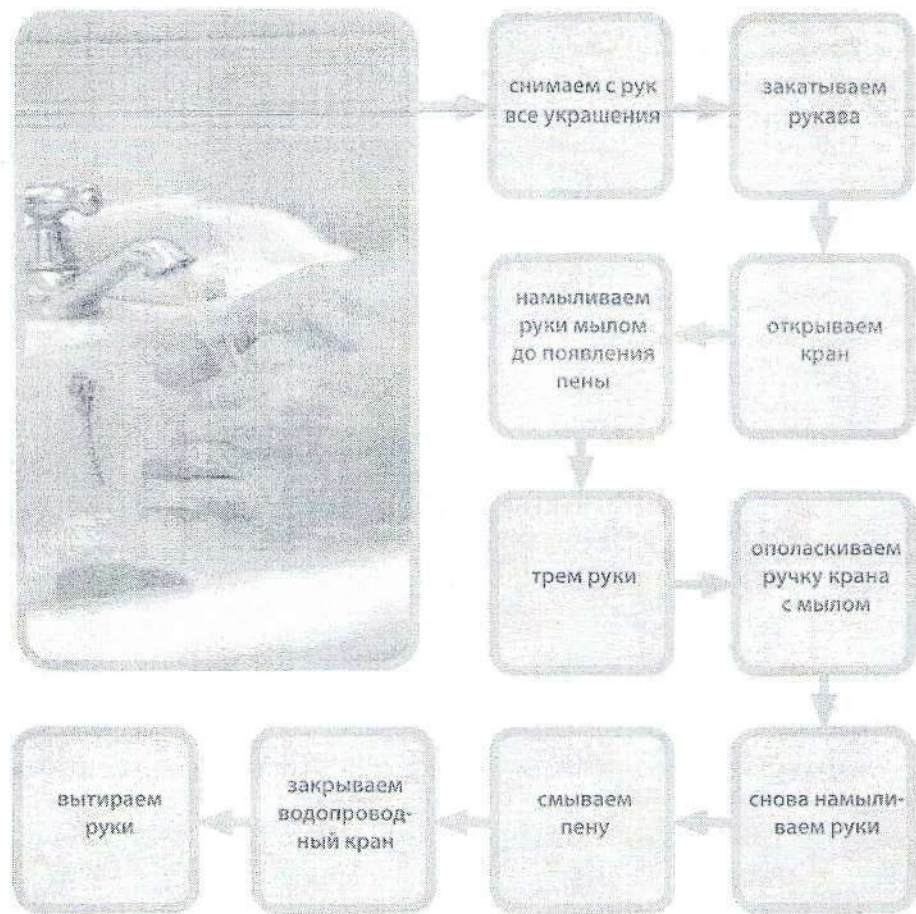 снимаем с рук
все украшения
закатываем
рукава
открываем
кран
намыливаем
руки мылом
до появления
пены
трем руки
ополаскиваем
ручку крана
с мылом
снова намыли-
ваем руки
смываем
пену
закрываем
водопровод-
ный кран
вытираем
руки